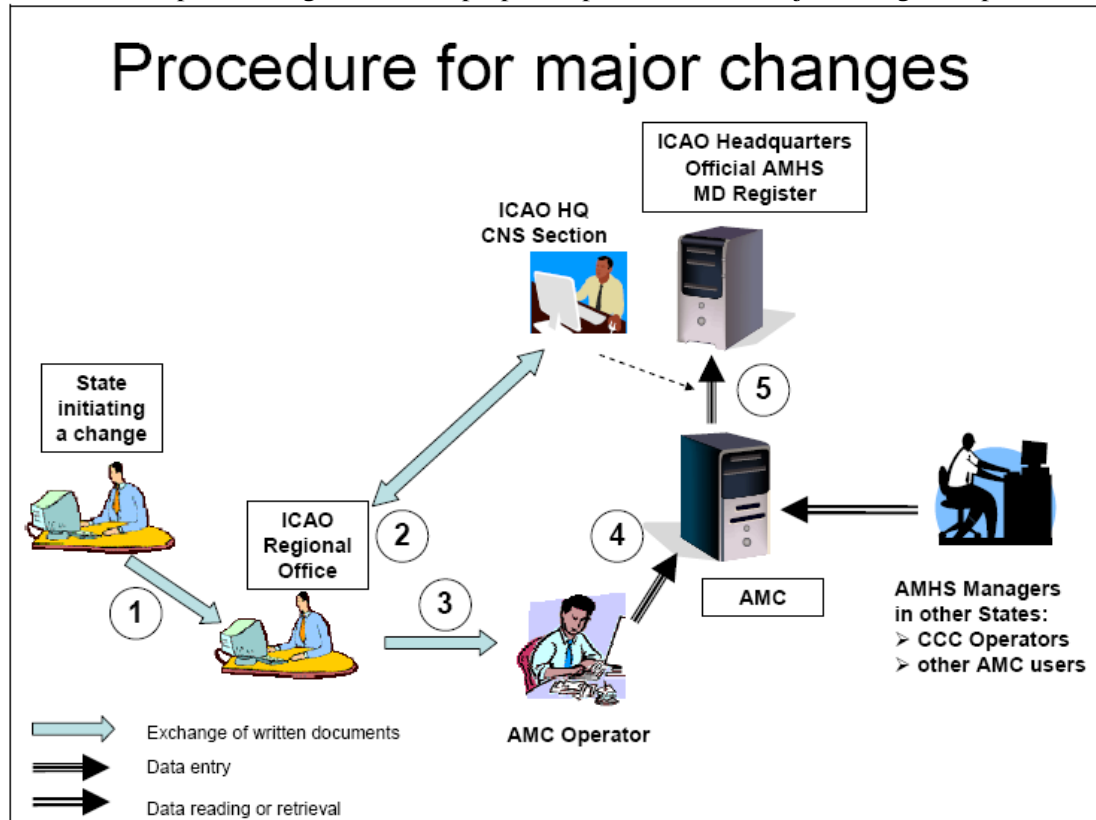 Procedure for major changes
ICAO Headquarters
Official AMHS
MD Register
ICAO HQ
CNS Section
5
State
initiating
a change
ICAO
Regional
Office
2
4
1
3
AMC
AMHS Managers
in other States:
➢ CCC Operators
➢ other AMC users
AMC Operator
Exchange of written documents
Data entry
Data reading or retrieval